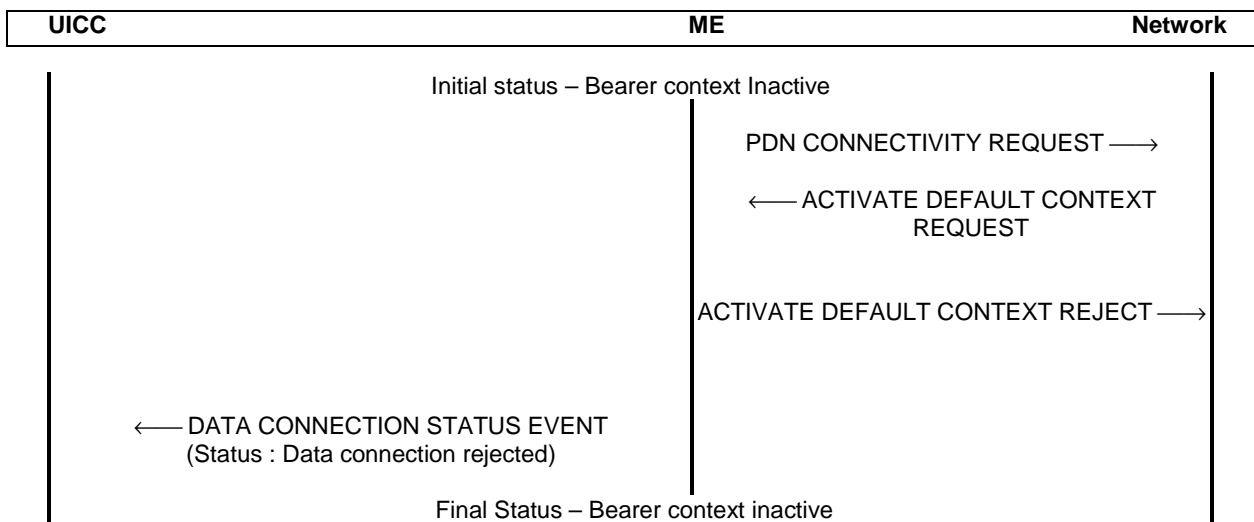 UICC ME Network
Initial status – Bearer context Inactive
PDN CONNECTIVITY REQUEST ⟶
⟵ ACTIVATE DEFAULT CONTEXT
REQUEST
ACTIVATE DEFAULT CONTEXT REJECT ⟶
⟵ DATA CONNECTION STATUS EVENT
(Status : Data connection rejected)
Final Status – Bearer context inactive